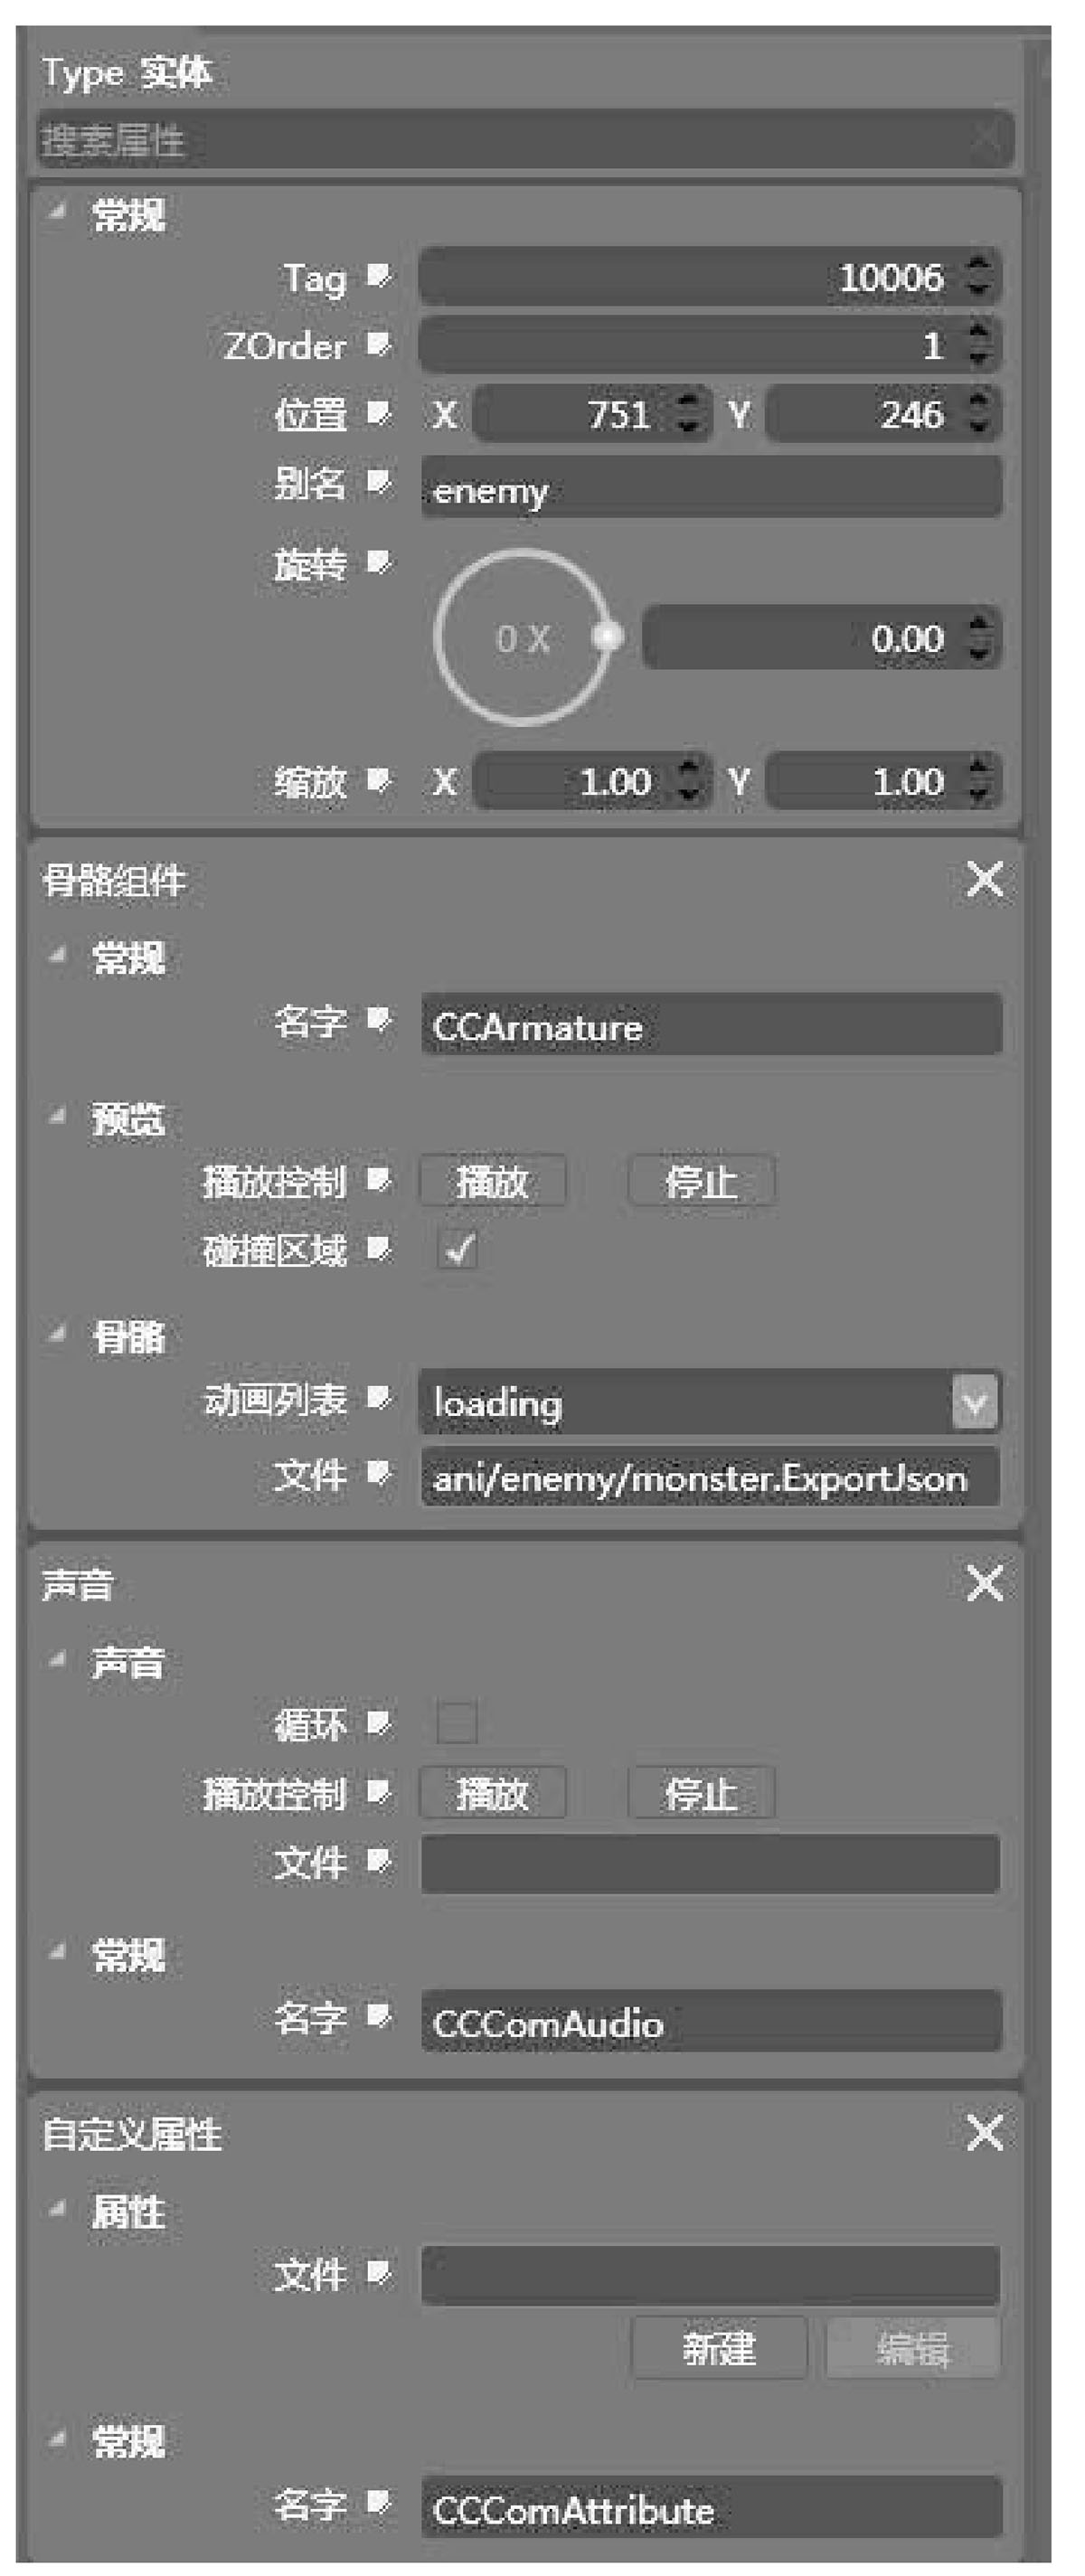 Type 实体
搜索属性
常规
Tag 10006
ZOrder 1
位置 X 751 Y 246
别名 enemy
旋转
0 X 0.00
缩放 X 1.00 Y 1.00
骨骼组件
常规
名字 CCArmature
预览
播放控制 播放 停止
碰撞区域
骨骼
动画列表 loading
文件 ani/enemy/monster.ExportJson
声音
声音
循环
播放控制 播放 停止
文件
常规
名字 CCComAudio
自定义属性
属性
文件
新建 编辑
常规
名字 CCComAttribute